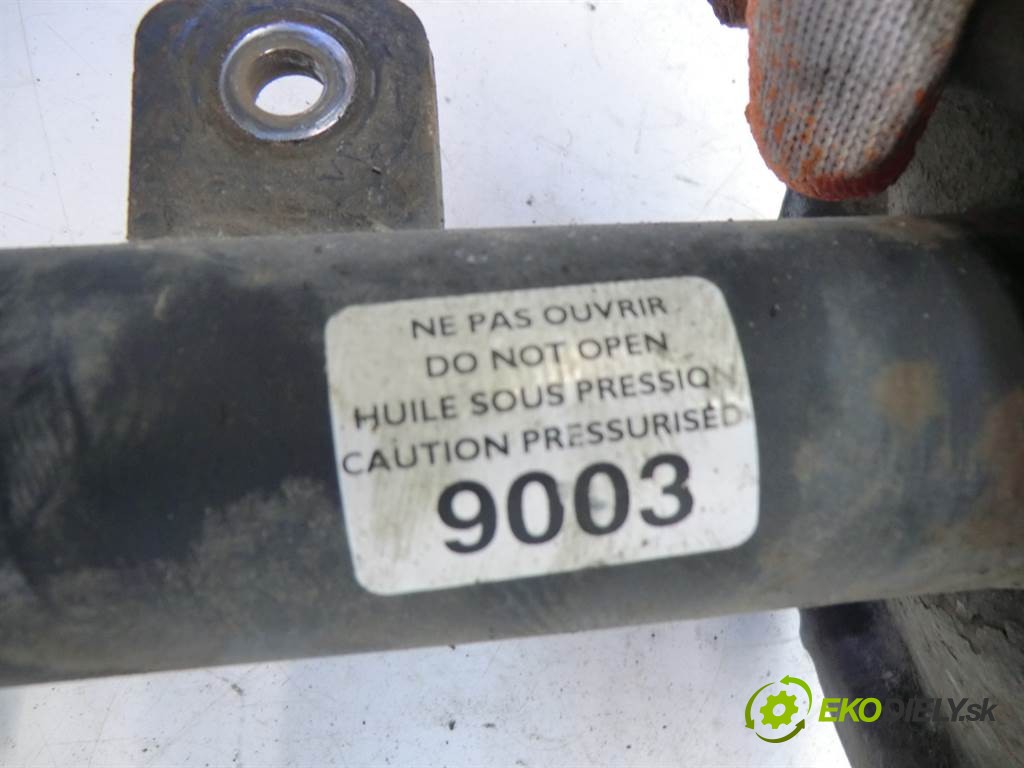 NE PAS OUVRIR
DO NOT OPEN
HUILE SOUS PRESSION
CAUTION PRESSURISED
9003
EKODIELY.sk